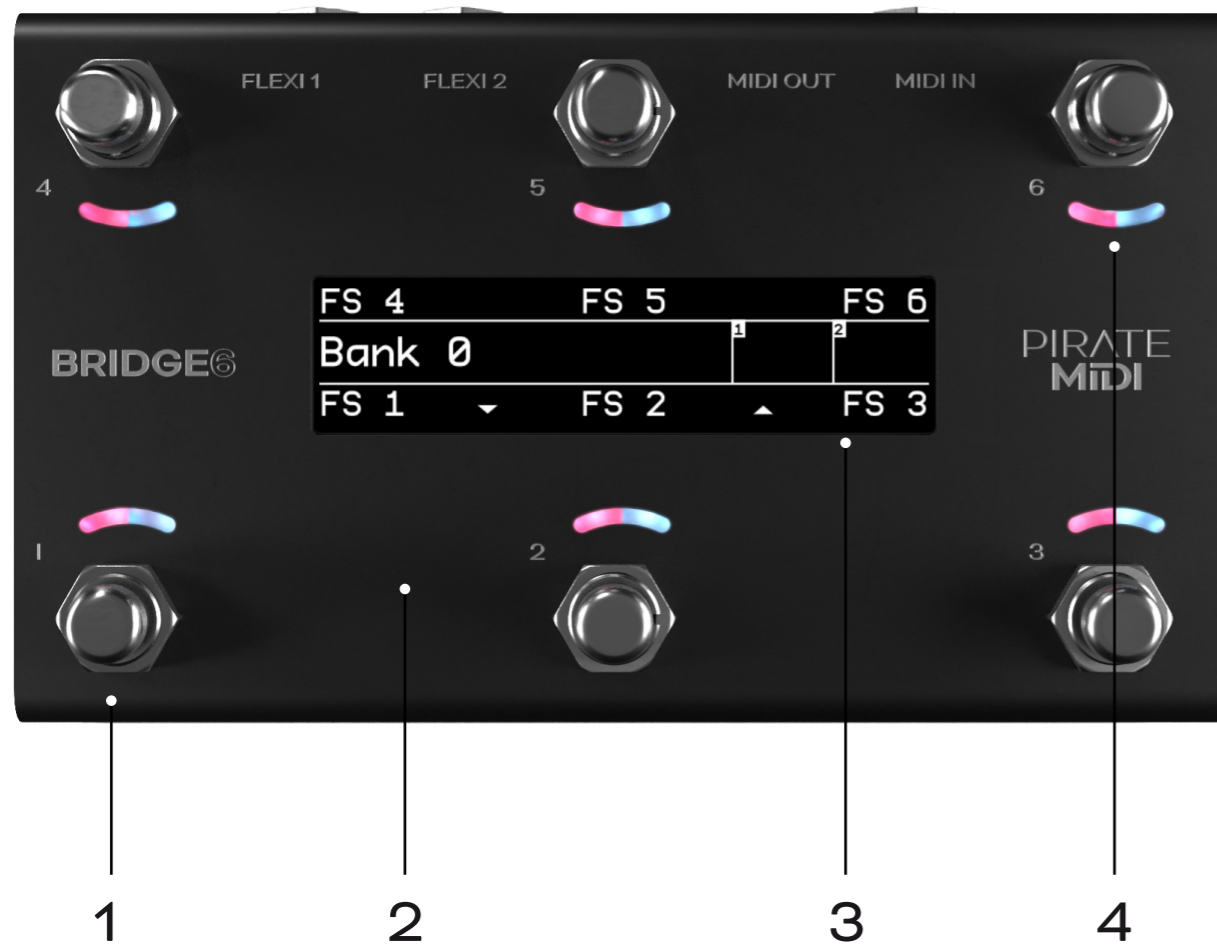 FLEXI 1 FLEXI 2 MIDI OUT MIDI IN
4 5 6
FS 4 FS 5 FS 6
Bank 0 1 2
FS 1 FS 2 FS 3
BRIDGE6
PIRATE
MIDI
1 2 3
1 2 3 4